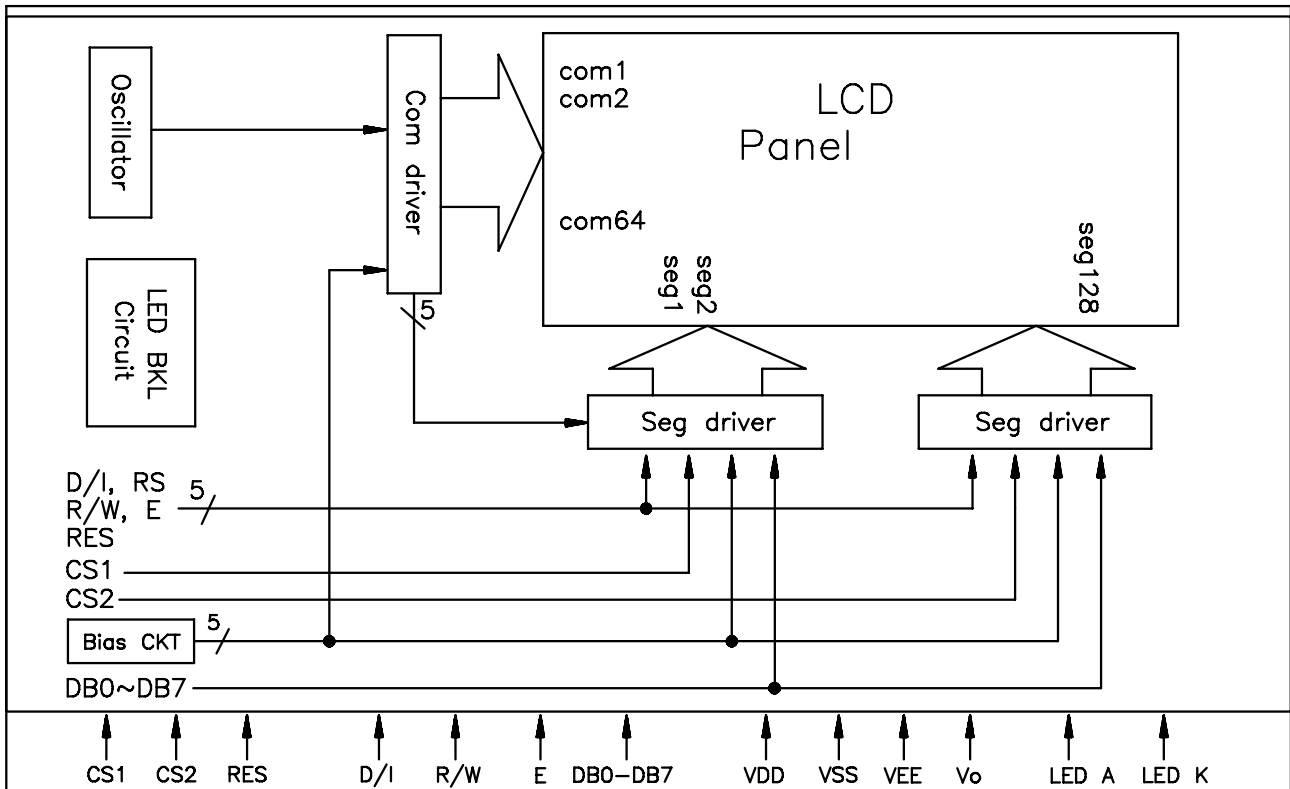 Oscillator
Com driver
com1
com2
LCD
Panel
com64
seg1
seg2
seg128
5
LED BKL
Circuit
Seg driver
Seg driver
D/I, RS
R/W, E
RES
5
CS1
CS2
Bias CKT
5
DB0~DB7
CS1
CS2
RES
D/I
R/W
E
DB0-DB7
VDD
VSS
VEE
Vo
LED A
LED K